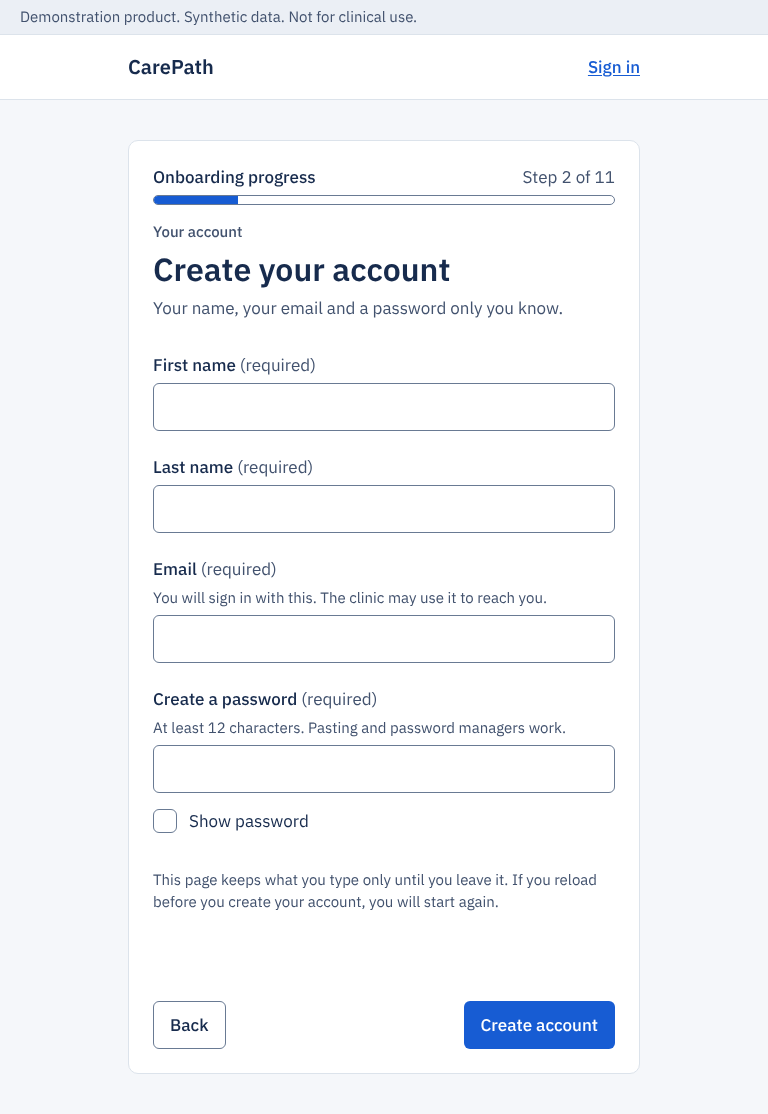 Demonstration product. Synthetic data. Not for clinical use.
CarePath
Sign in
Onboarding progress
Step 2 of 11
Your account
Create your account
Your name, your email and a password only you know.
First name (required)
Last name (required)
Email (required)
You will sign in with this. The clinic may use it to reach you.
Create a password (required)
At least 12 characters. Pasting and password managers work.
Show password
This page keeps what you type only until you leave it. If you reload
before you create your account, you will start again.
Back
Create account